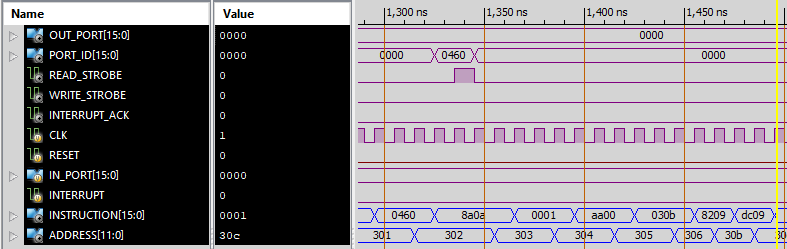 Name Value 1,300 ns 1,350 ns 1,400 ns 1,450 ns
OUT_PORT[15:0] 0000 0000
PORT_ID[15:0] 0000 0000 0460 0000
READ_STROBE 0
WRITE_STROBE 0
INTERRUPT_ACK 0
CLK 1
RESET 0
IN_PORT[15:0] 0000
INTERRUPT 0
INSTRUCTION[15:0] 0001 0460 8a0a 0001 aa00 030b 8209 dc09
ADDRESS[11:0] 30c 301 302 303 304 305 306 30b